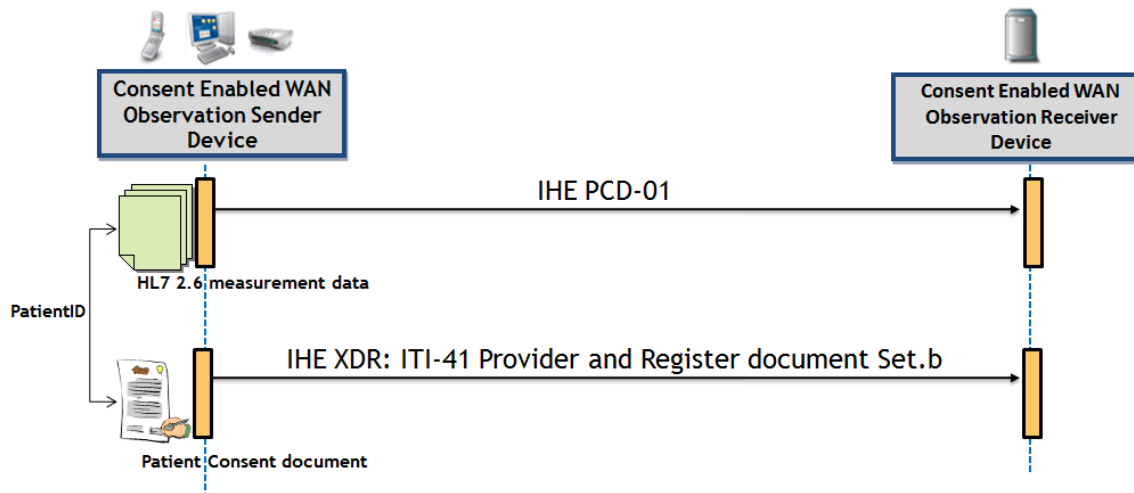 Consent Enabled WAN
Observation Sender
Device
Consent Enabled WAN
Observation Receiver
Device
IHE PCD-01
HL7 2.6 measurement data
PatientID
IHE XDR: ITI-41 Provider and Register document Set.b
Patient Consent document